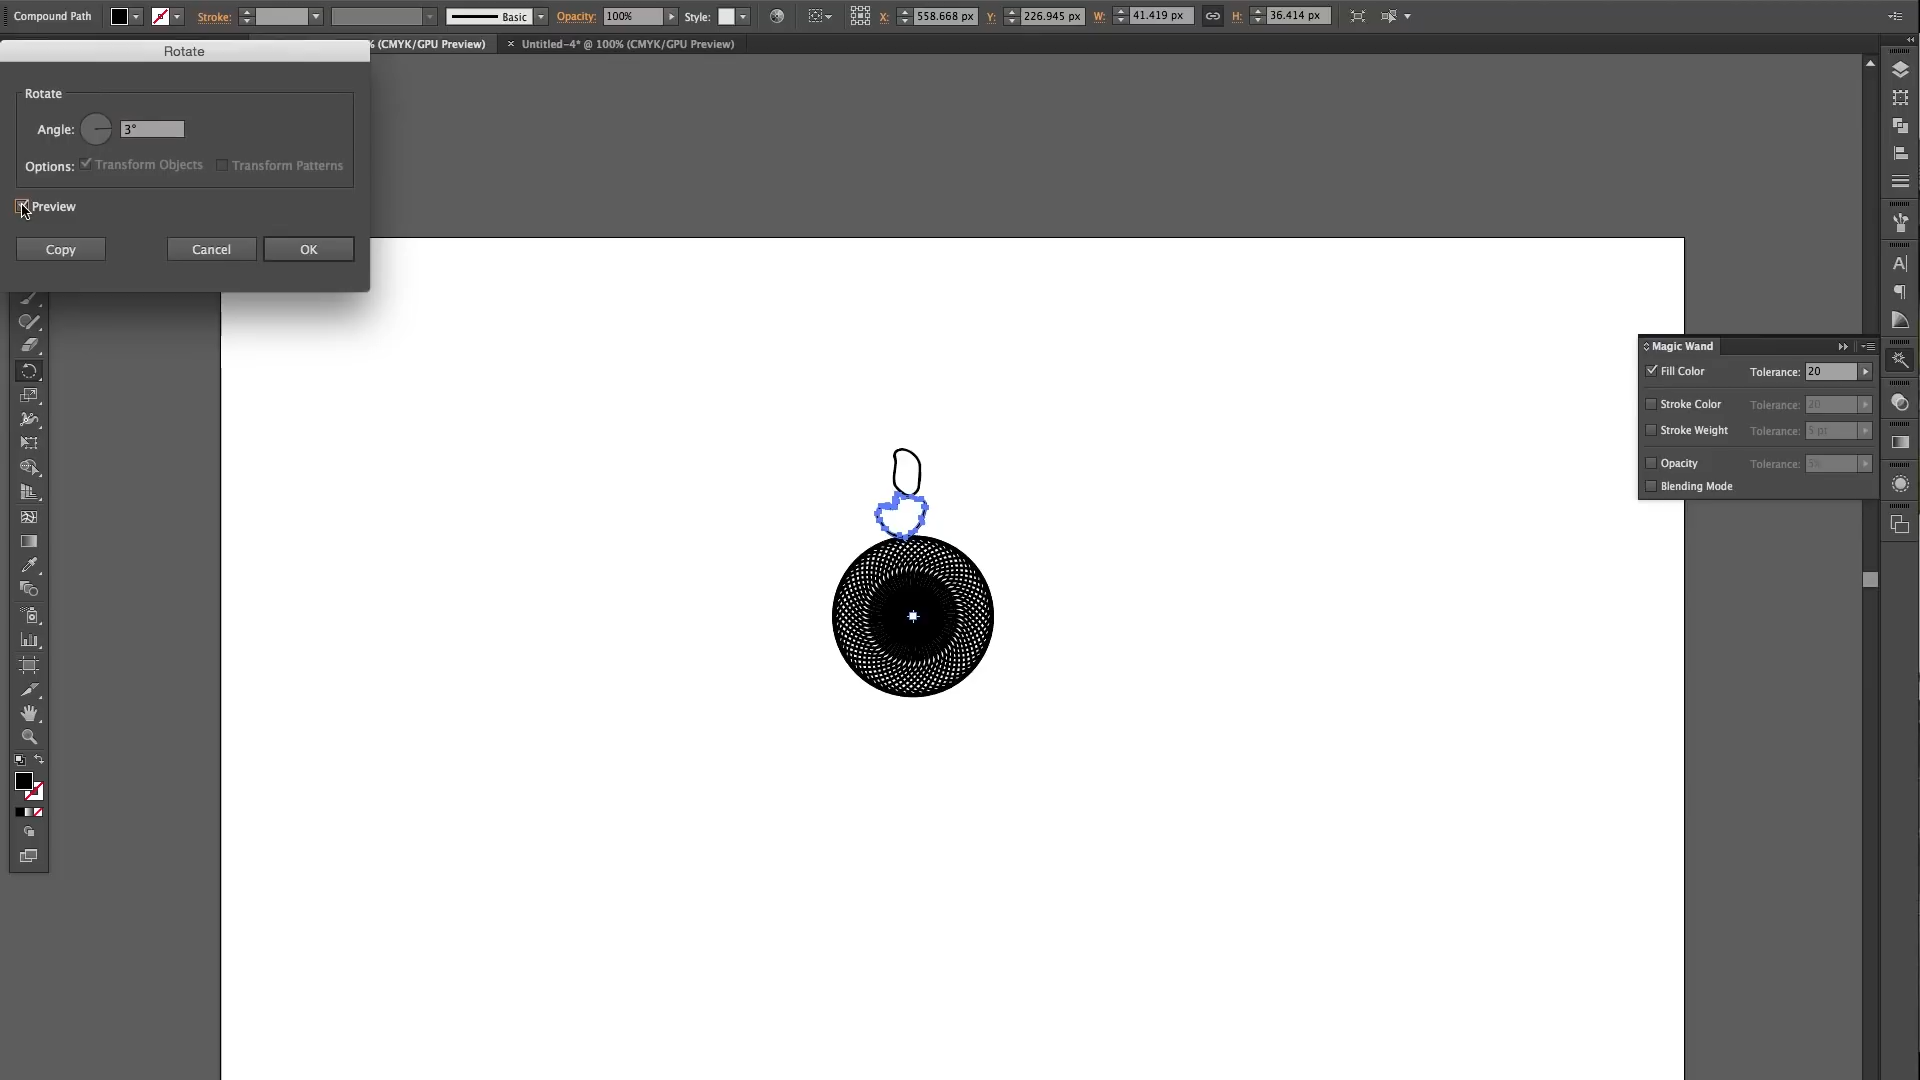 Compound Path Stroke: Basic Opacity: 100% Style: X: 558.668 px Y: 226.945 px W: 41.419 px H: 36.414 px
% (CMYK/GPU Preview) × Untitled-4* @ 100% (CMYK/GPU Preview)
Rotate
Rotate
Angle: 3°
Options: Transform Objects Transform Patterns
Preview
Copy Cancel OK
Magic Wand
Fill Color Tolerance: 20
Stroke Color Tolerance: 20
Stroke Weight Tolerance: 5 pt
Opacity Tolerance: 5%
Blending Mode